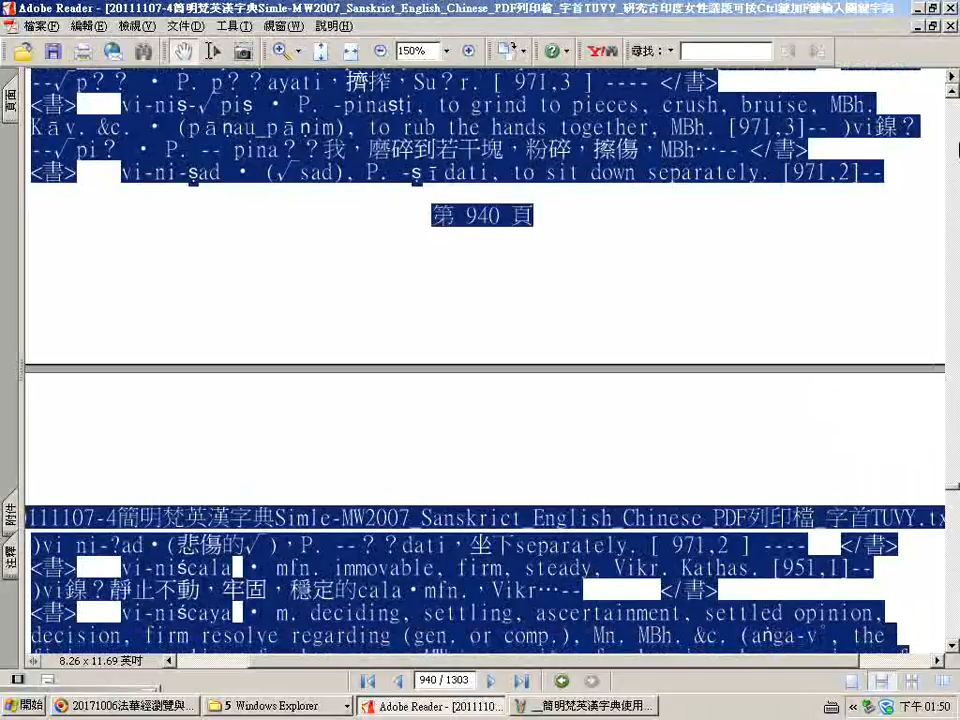 Adobe Reader - [20111107-4簡明梵英漢字典Simle-MW2007_Sanskrict_English_Chinese_PDF列印檔_字首TUVY_研究古印度女性議題可按Ctrl鍵加F鍵輸入關鍵字詞
檔案(F) 編輯(E) 檢視(V) 文件(D) 工具(T) 視窗(W) 說明(H)
150% Y! 尋找:
頁面
--√p？？ · P. p？？ayati，擠搾，Su？r. [ 971,3 ] ---- </書>
<書> vi-niṣ-√piṣ · P. -pinaṣṭi, to grind to pieces, crush, bruise, MBh.
Kāv. &c. · (pāṇau_pāṇim), to rub the hands together, MBh. [971,3]-- )vi鎳？
--√pi？ · P. -- pina？？我，磨碎到若干塊，粉碎，擦傷，MBh…-- </書>
<書> vi-ni-ṣad · (√sad), P. -ṣīdati, to sit down separately. [971,2]--
第 940 頁
111107-4簡明梵英漢字典Simle-MW2007_Sanskrict_English_Chinese_PDF列印檔_字首TUVY.tx
)vi ni-?ad·(悲傷的√)，P. --？？dati，坐下separately. [ 971,2 ] ---- </書>
<書> vi-niścala · mfn. immovable, firm, steady, Vikr. Kathas. [951,1]--
)vi鎳？靜止不動，牢固，穩定的cala·mfn.，Vikr…-- </書>
<書> vi-niścaya · m. deciding, settling, ascertainment, settled opinion,
decision, firm resolve regarding (gen. or comp.), Mn. MBh. &c. (aṅga-v°, the
附件
注釋
8.26 x 11.69 英吋
940 / 1303
開始 20171006法華經瀏覽與... 5 Windows Explorer Adobe Reader - [2011110... __簡明梵英漢字典使用... 下午 01:50